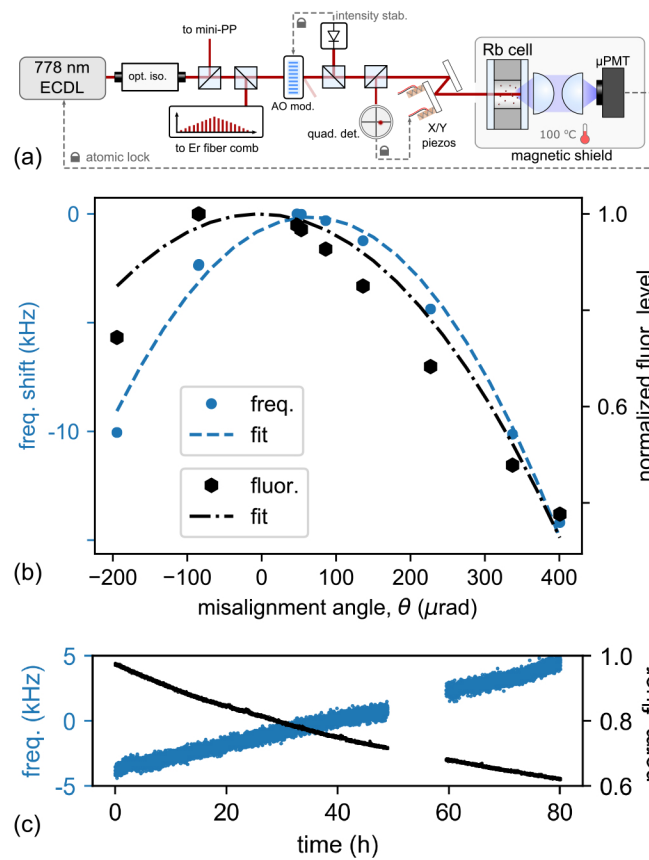 intensity stab.
to mini-PP
Rb cell
μPMT
778 nm
ECDL
opt. iso.
AO mod.
quad. det.
X/Y
piezos
100 °C
to Er fiber comb
magnetic shield
(a)
atomic lock
0
1.0
freq. shift (kHz)
normalized fluor. level
freq.
fit
0.6
-10
fluor.
fit
(b)
−200
−100
0
100
200
300
400
misalignment angle, θ (μrad)
5
1.0
freq. (kHz)
0
0.8
norm. fluor.
-5
0.6
0
20
40
60
80
(c)
time (h)